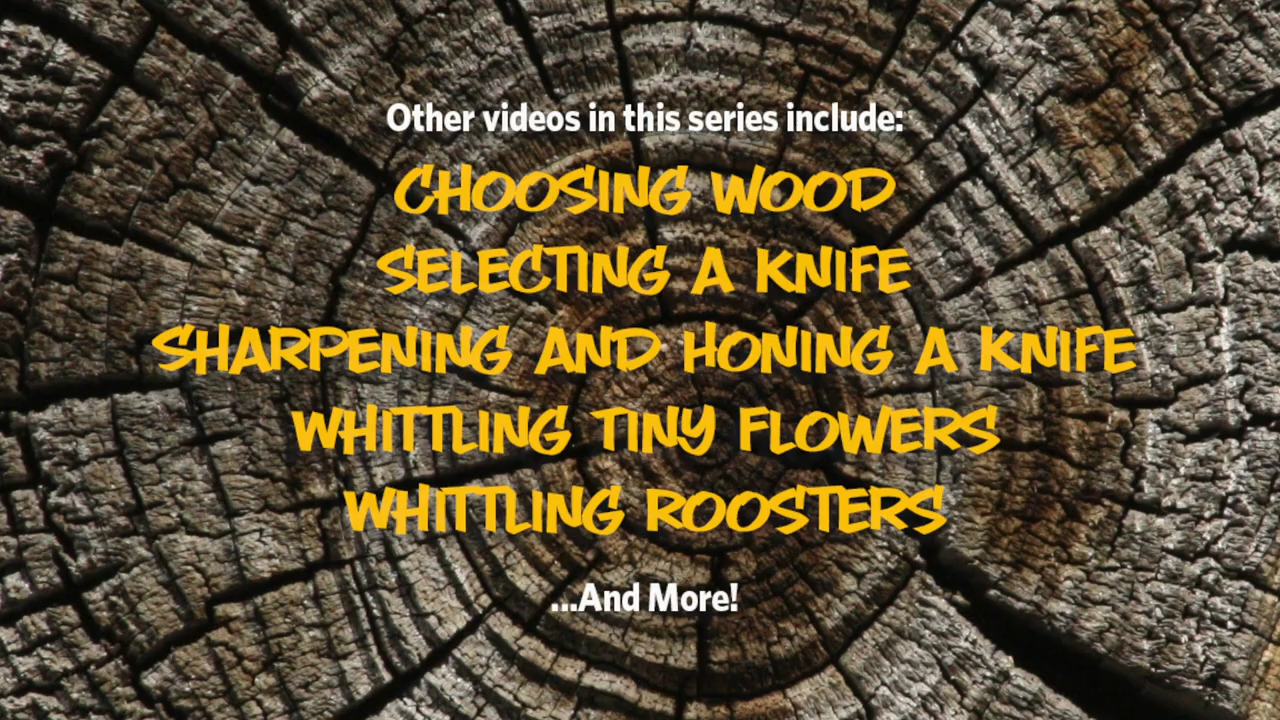 Other videos in this series include:
CHOOSING WOOD
SELECTING A KNIFE
SHARPENING AND HONING A KNIFE
WHITTLING TINY FLOWERS
WHITTLING ROOSTERS
...And More!